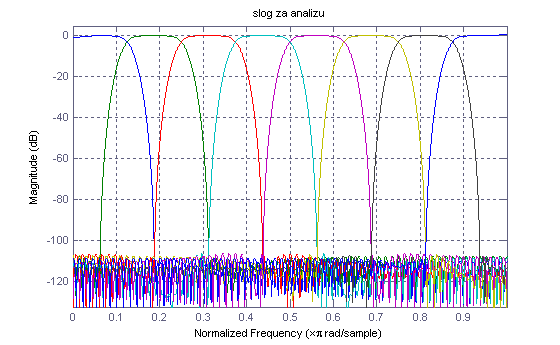 slog za analizu
0
-20
-40
-60
-80
-100
-120
Magnitude (dB)
0 0.1 0.2 0.3 0.4 0.5 0.6 0.7 0.8 0.9
Normalized Frequency (×π rad/sample)